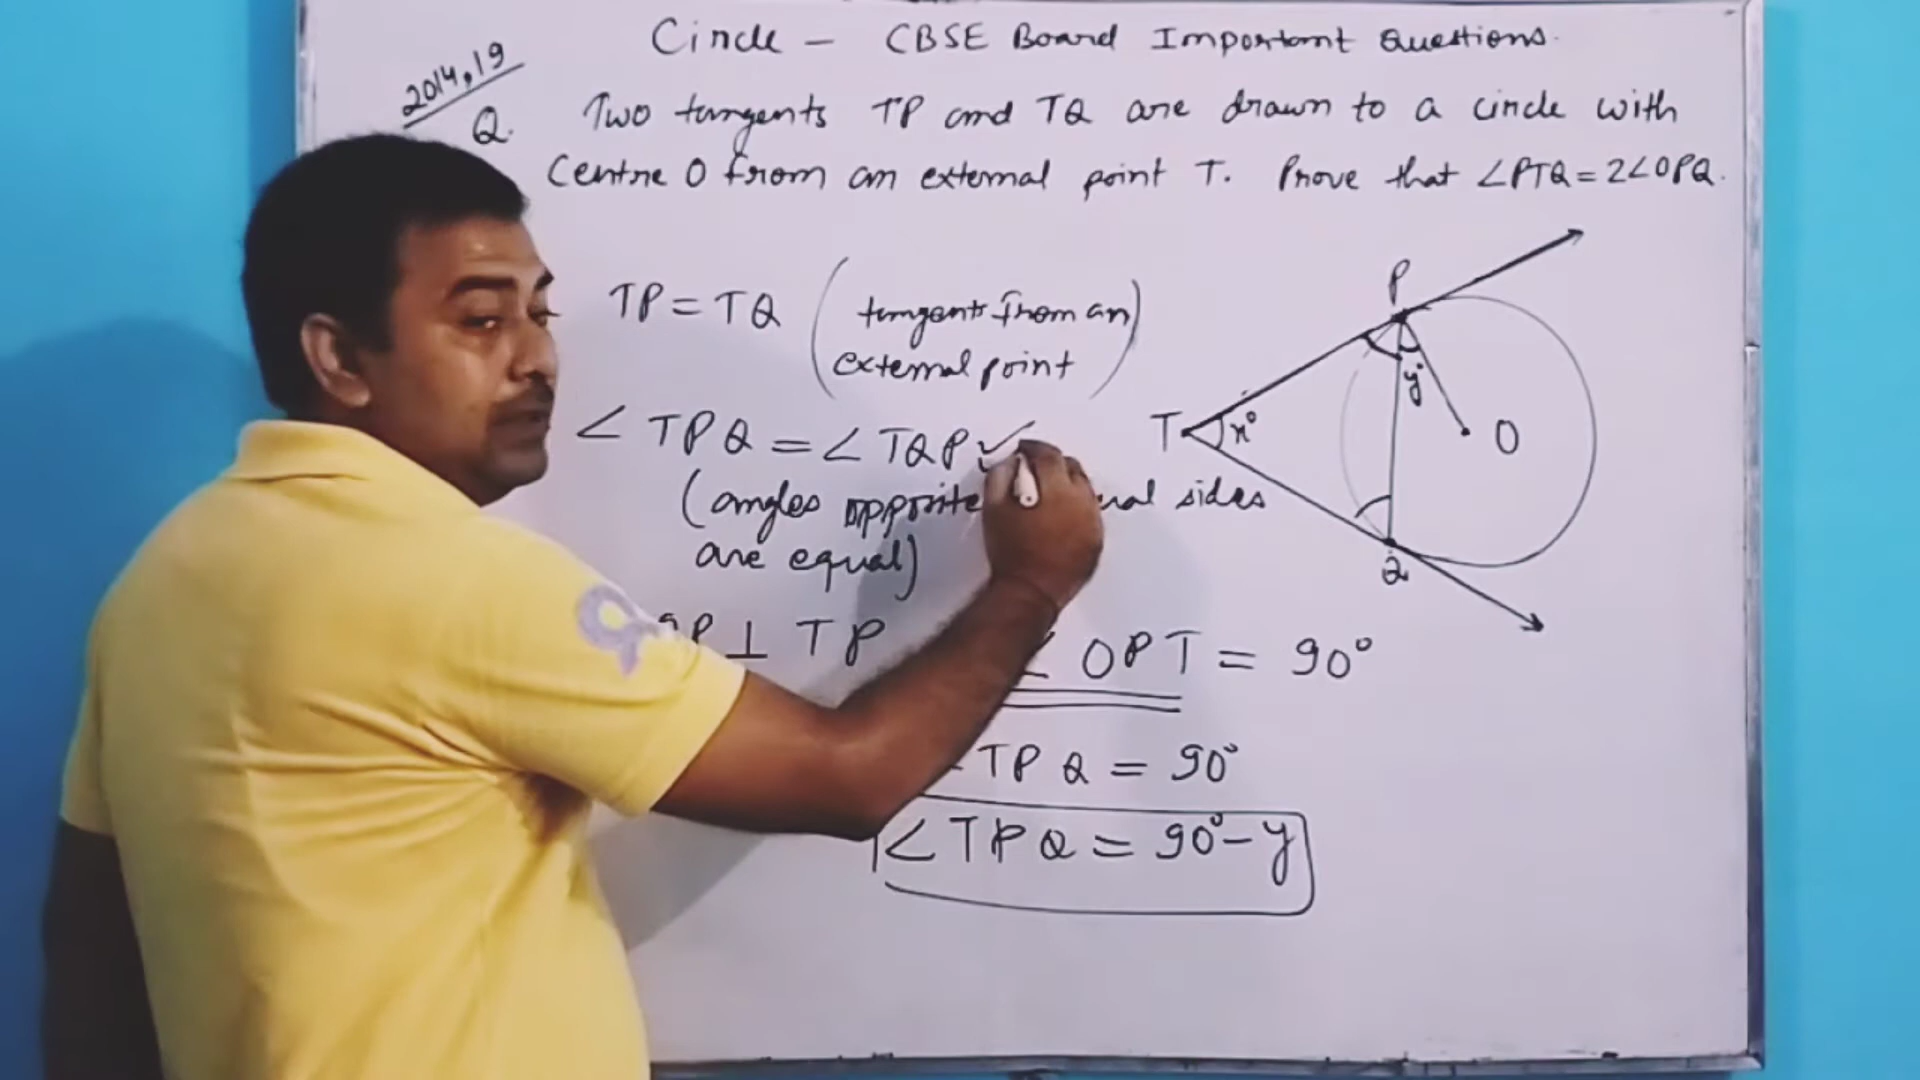 Circle – CBSE Board Important Questions.
2014,19
Q. Two tangents TP and TQ are drawn to a circle with
Centre O from an external point T. Prove that ∠PTQ = 2∠OPQ.
TP = TQ (tangents from an
external point)
∠TPQ = ∠TQP ✓
(angles opposite sides
are equal)
OP ⊥ TP
∠OPT = 90°
TPQ = 90°
∠TPQ = 90° – y
P
y
T
x°
O
Q